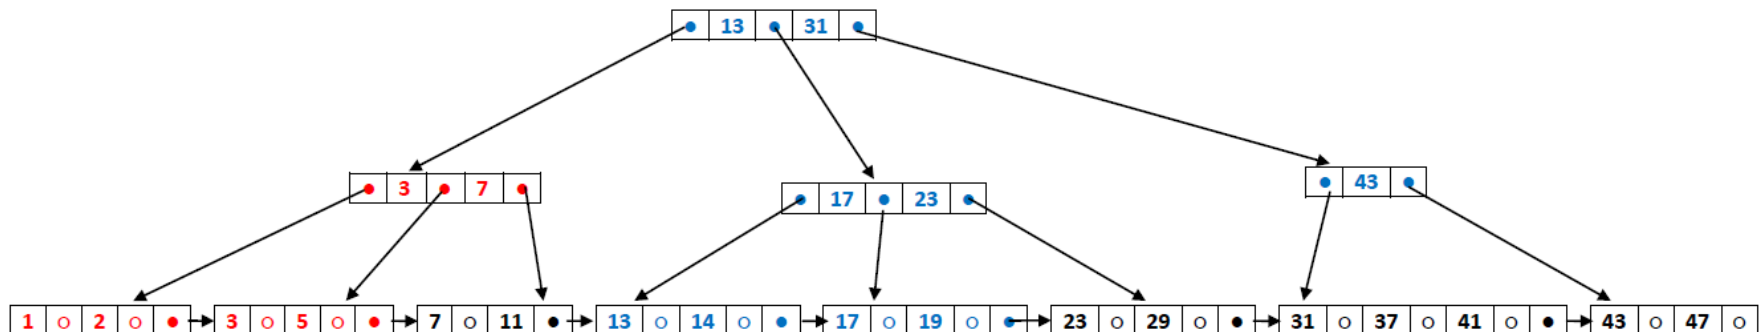 13 31
3 7
17 23
43
1 o 2 o
3 o 5 o
7 o 11
13 o 14 o
17 o 19 o
23 o 29 o
31 o 37 o 41 o
43 o 47 o